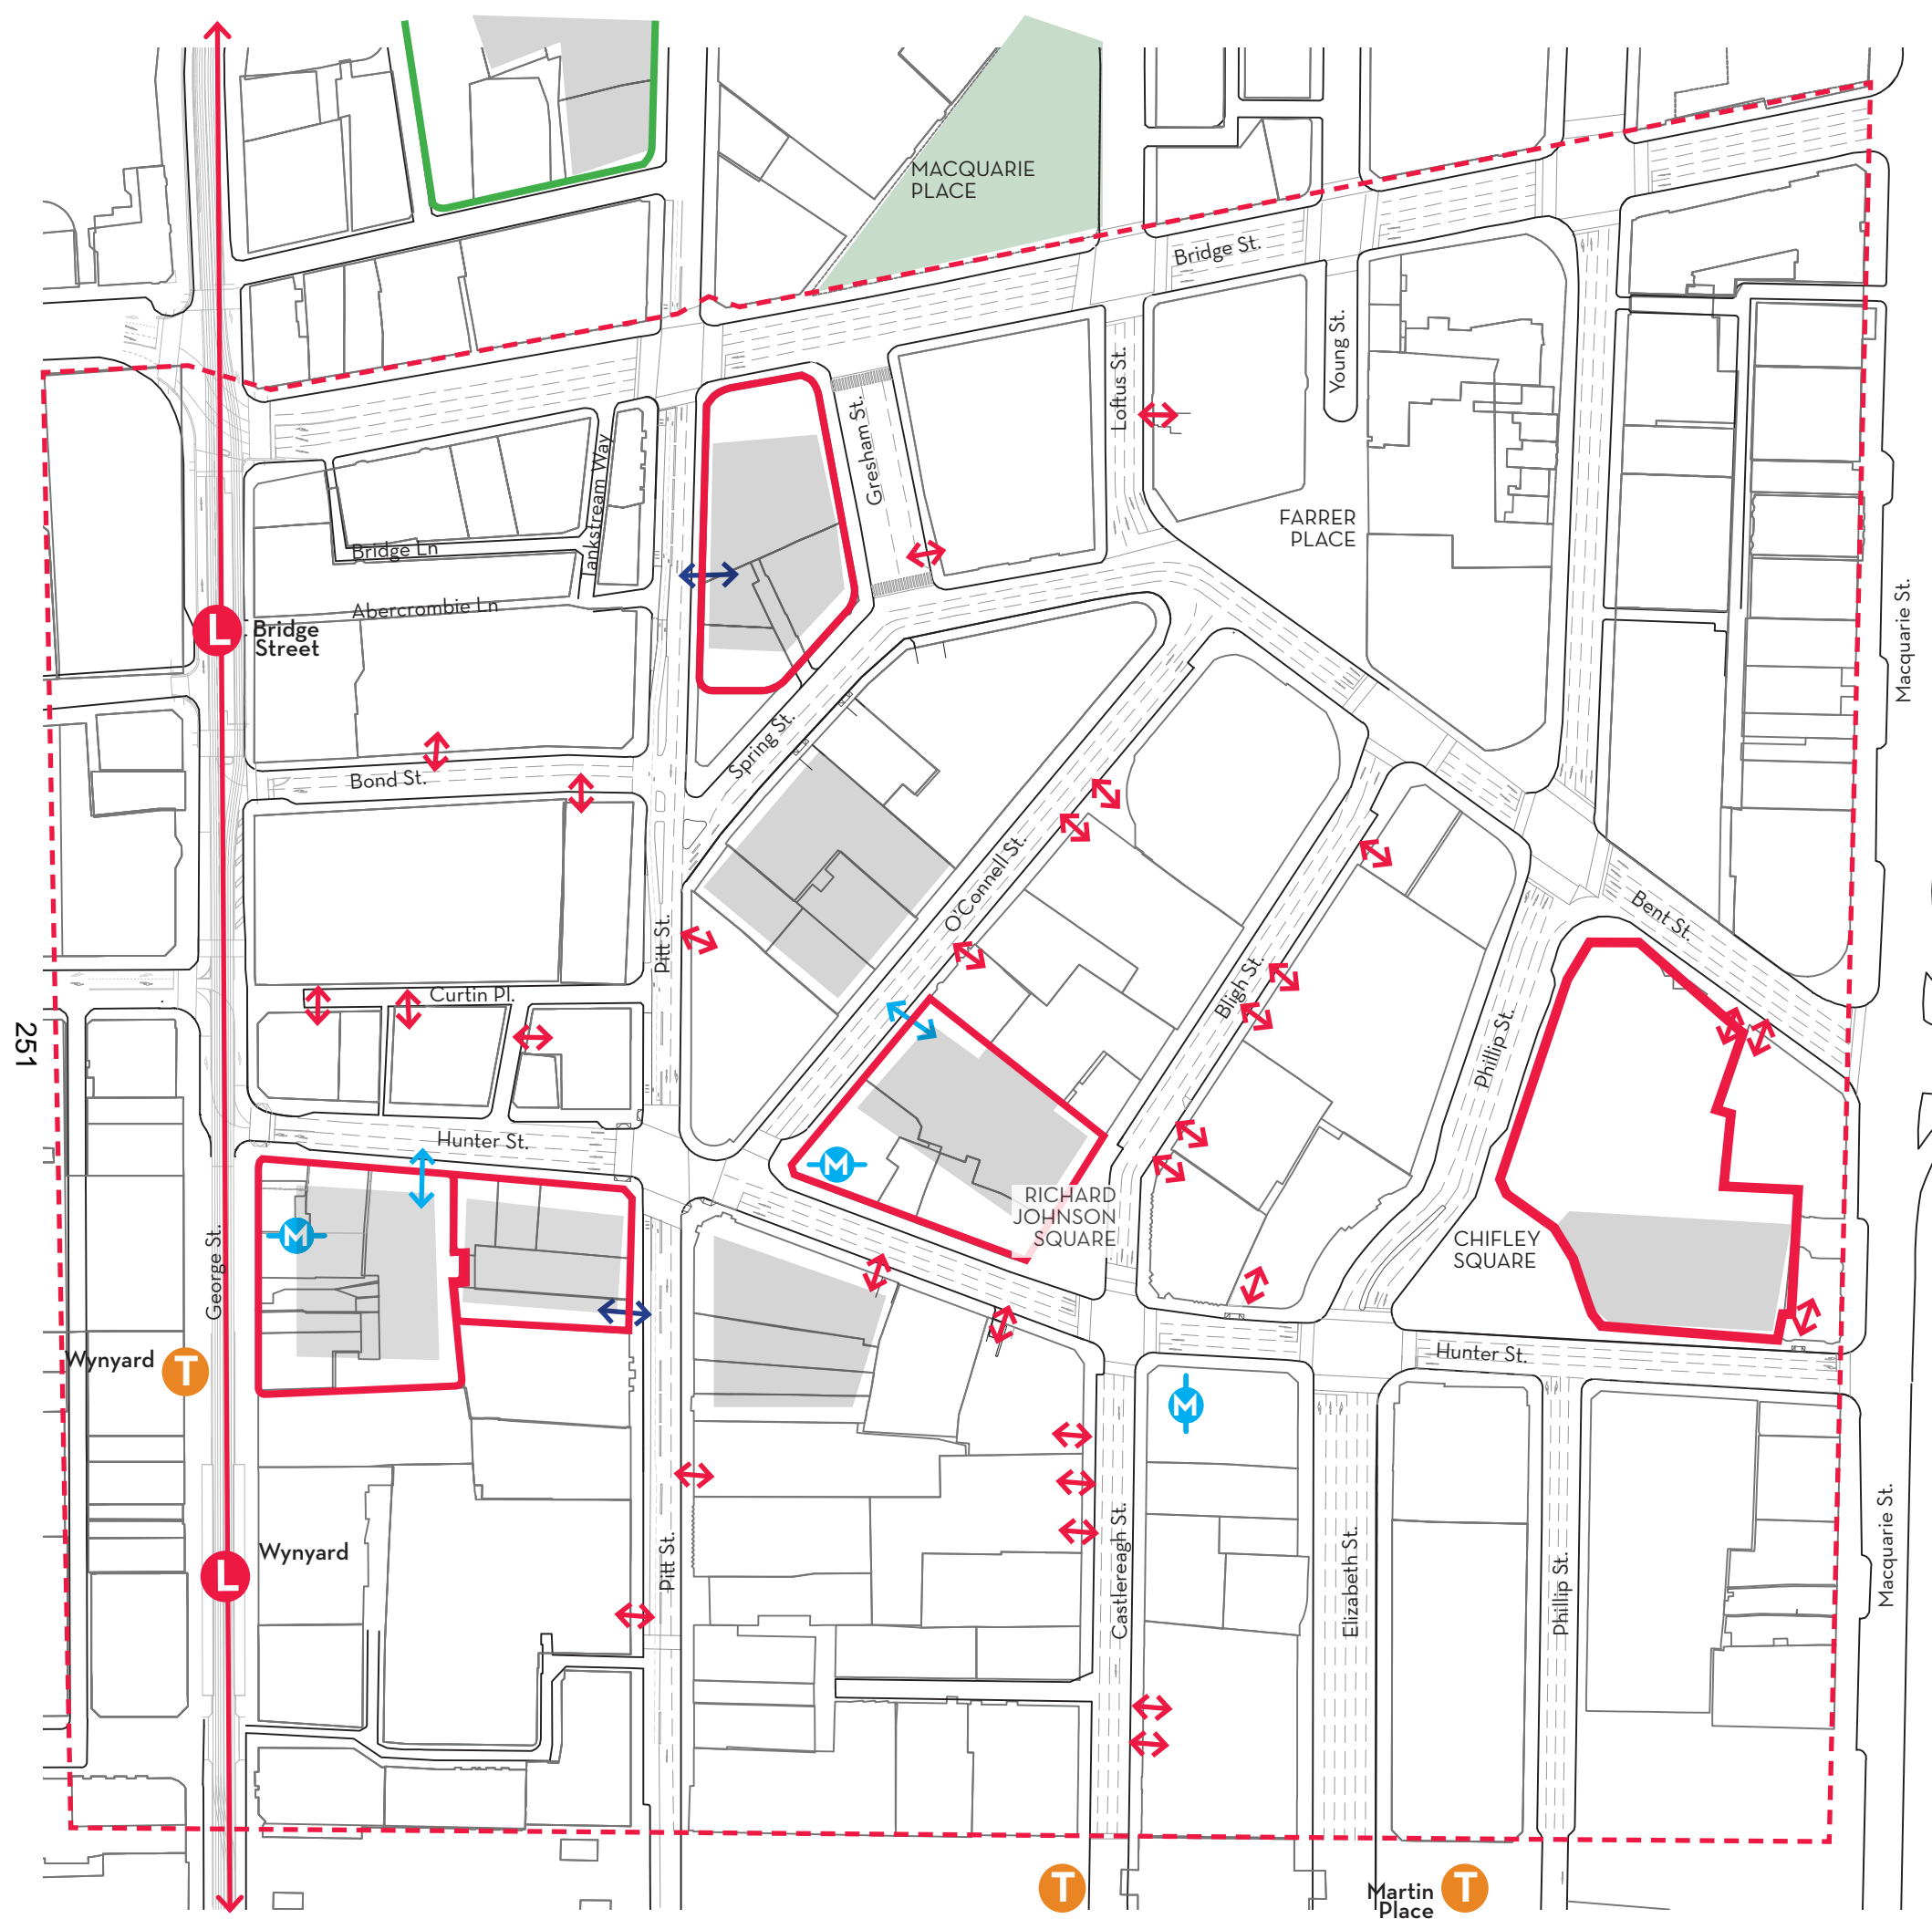 MACQUARIE
PLACE
Bridge St.
Young St.
Loftus St.
Gresham St.
FARRER
PLACE
Tankstream Way
Bridge Ln
Abercrombie Ln
L
Bridge
Street
Macquarie St.
Spring St.
Bond St.
O'Connell St.
Bent St.
Pitt St.
Curtin Pl.
Bligh St.
Phillip St.
251
Hunter St.
M
RICHARD
JOHNSON
SQUARE
CHIFLEY
SQUARE
M
George St.
Wynyard
T
Hunter St.
M
L
Wynyard
Pitt St.
Castlereagh St.
Elizabeth St.
Phillip St.
Macquarie St.
T
Martin
Place
T